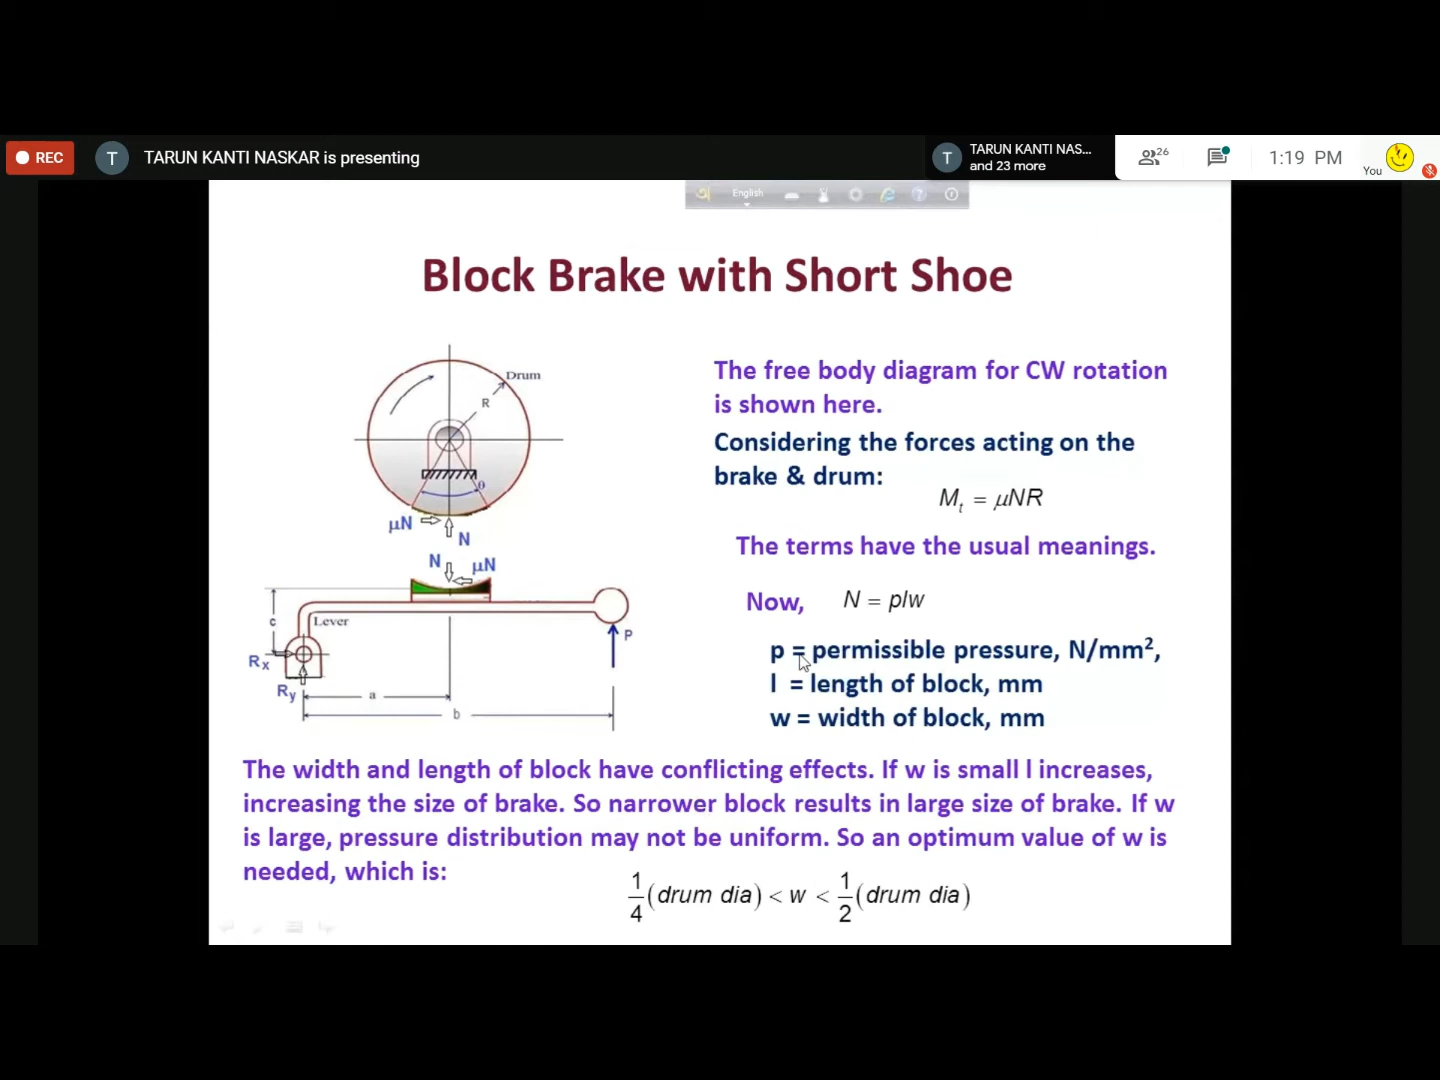 REC
T
TARUN KANTI NASKAR is presenting
T
TARUN KANTI NAS...
and 23 more
26
1:19 PM
You
English
Block Brake with Short Shoe
Drum
R
θ
μN
N
N
μN
c
Lever
P
Rx
Ry
a
b
The free body diagram for CW rotation
is shown here.
Considering the forces acting on the
brake & drum:
Mt = μNR
The terms have the usual meanings.
Now, N = plw
p = permissible pressure, N/mm²,
l = length of block, mm
w = width of block, mm
The width and length of block have conflicting effects. If w is small l increases,
increasing the size of brake. So narrower block results in large size of brake. If w
is large, pressure distribution may not be uniform. So an optimum value of w is
needed, which is:
1/4 (drum dia) < w < 1/2 (drum dia)